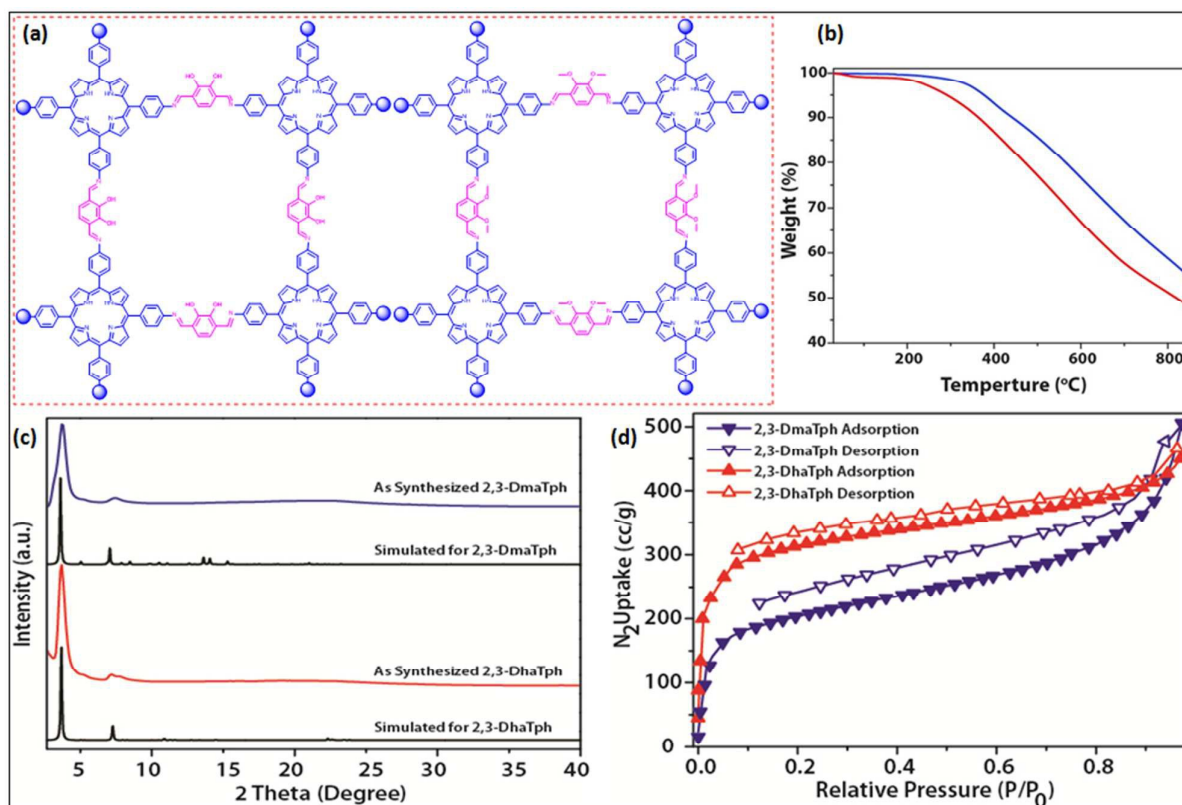 (a)
OH
OH
O
O
NH
HN
N
N
(b)
100
90
80
70
60
50
40
Weight (%)
200
400
600
800
Temperture (°C)
(c)
Intensity (a.u.)
As Synthesized 2,3-DmaTph
Simulated for 2,3-DmaTph
As Synthesized 2,3-DhaTph
Simulated for 2,3-DhaTph
5
10
15
20
25
30
35
40
2 Theta (Degree)
(d)
2,3-DmaTph Adsorption
2,3-DmaTph Desorption
2,3-DhaTph Adsorption
2,3-DhaTph Desorption
500
400
300
200
100
0
N2Uptake (cc/g)
0.0
0.2
0.4
0.6
0.8
Relative Pressure (P/P0)